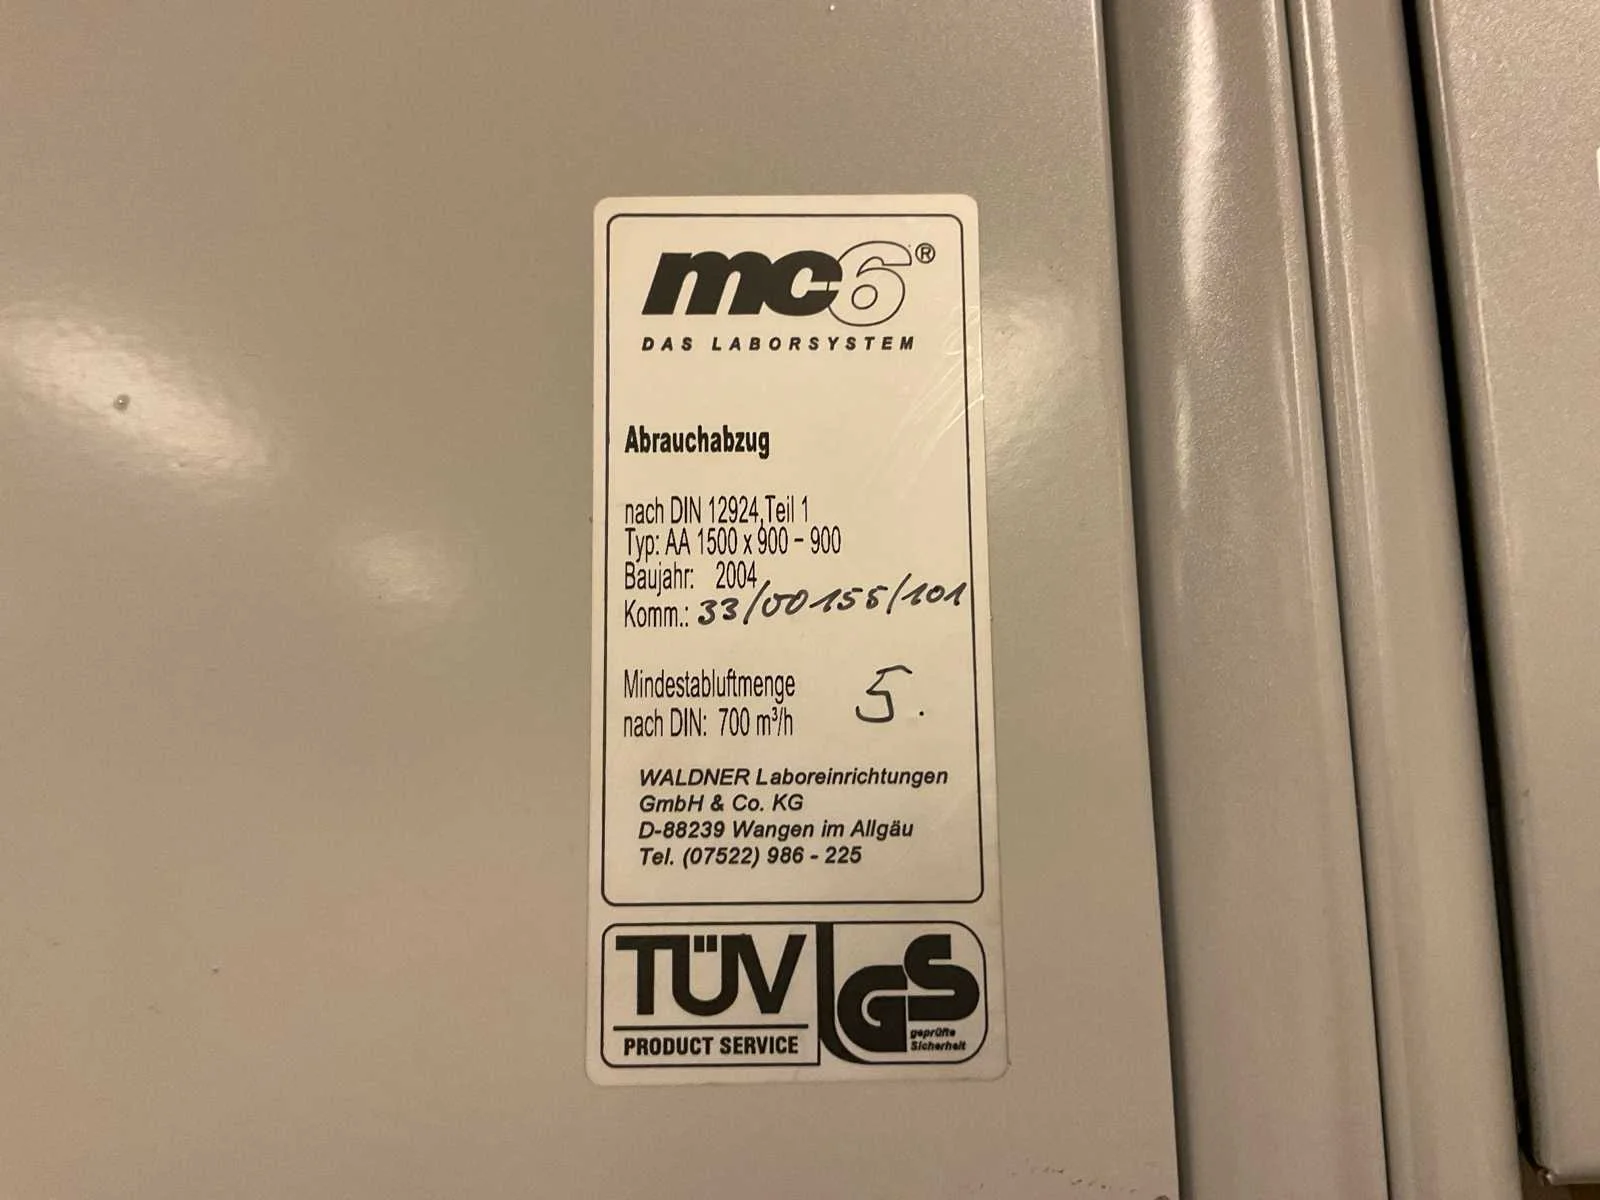 mc6®
DAS LABORSYSTEM
Abrauchabzug
nach DIN 12924,Teil 1
Typ: AA 1500 x 900 – 900
Baujahr: 2004
Komm.: 33/00155/101
Mindestabluftmenge
nach DIN: 700 m³/h
5.
WALDNER Laboreinrichtungen
GmbH & Co. KG
D-88239 Wangen im Allgäu
Tel. (07522) 986 - 225
TÜV
PRODUCT SERVICE
GS
geprüfte
Sicherheit